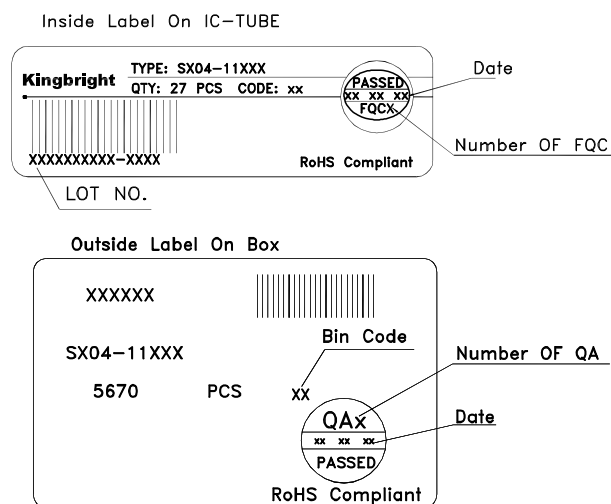 Inside Label On IC-TUBE
Kingbright
TYPE: SX04-11XXX
QTY: 27 PCS CODE: xx
PASSED
xx xx xx
FQCX
Date
Number OF FQC
XXXXXXXXXX-XXXX
RoHS Compliant
LOT NO.
Outside Label On Box
XXXXXX
SX04-11XXX
Bin Code
5670 PCS XX
Number OF QA
QAx
Date
xx xx xx
PASSED
RoHS Compliant